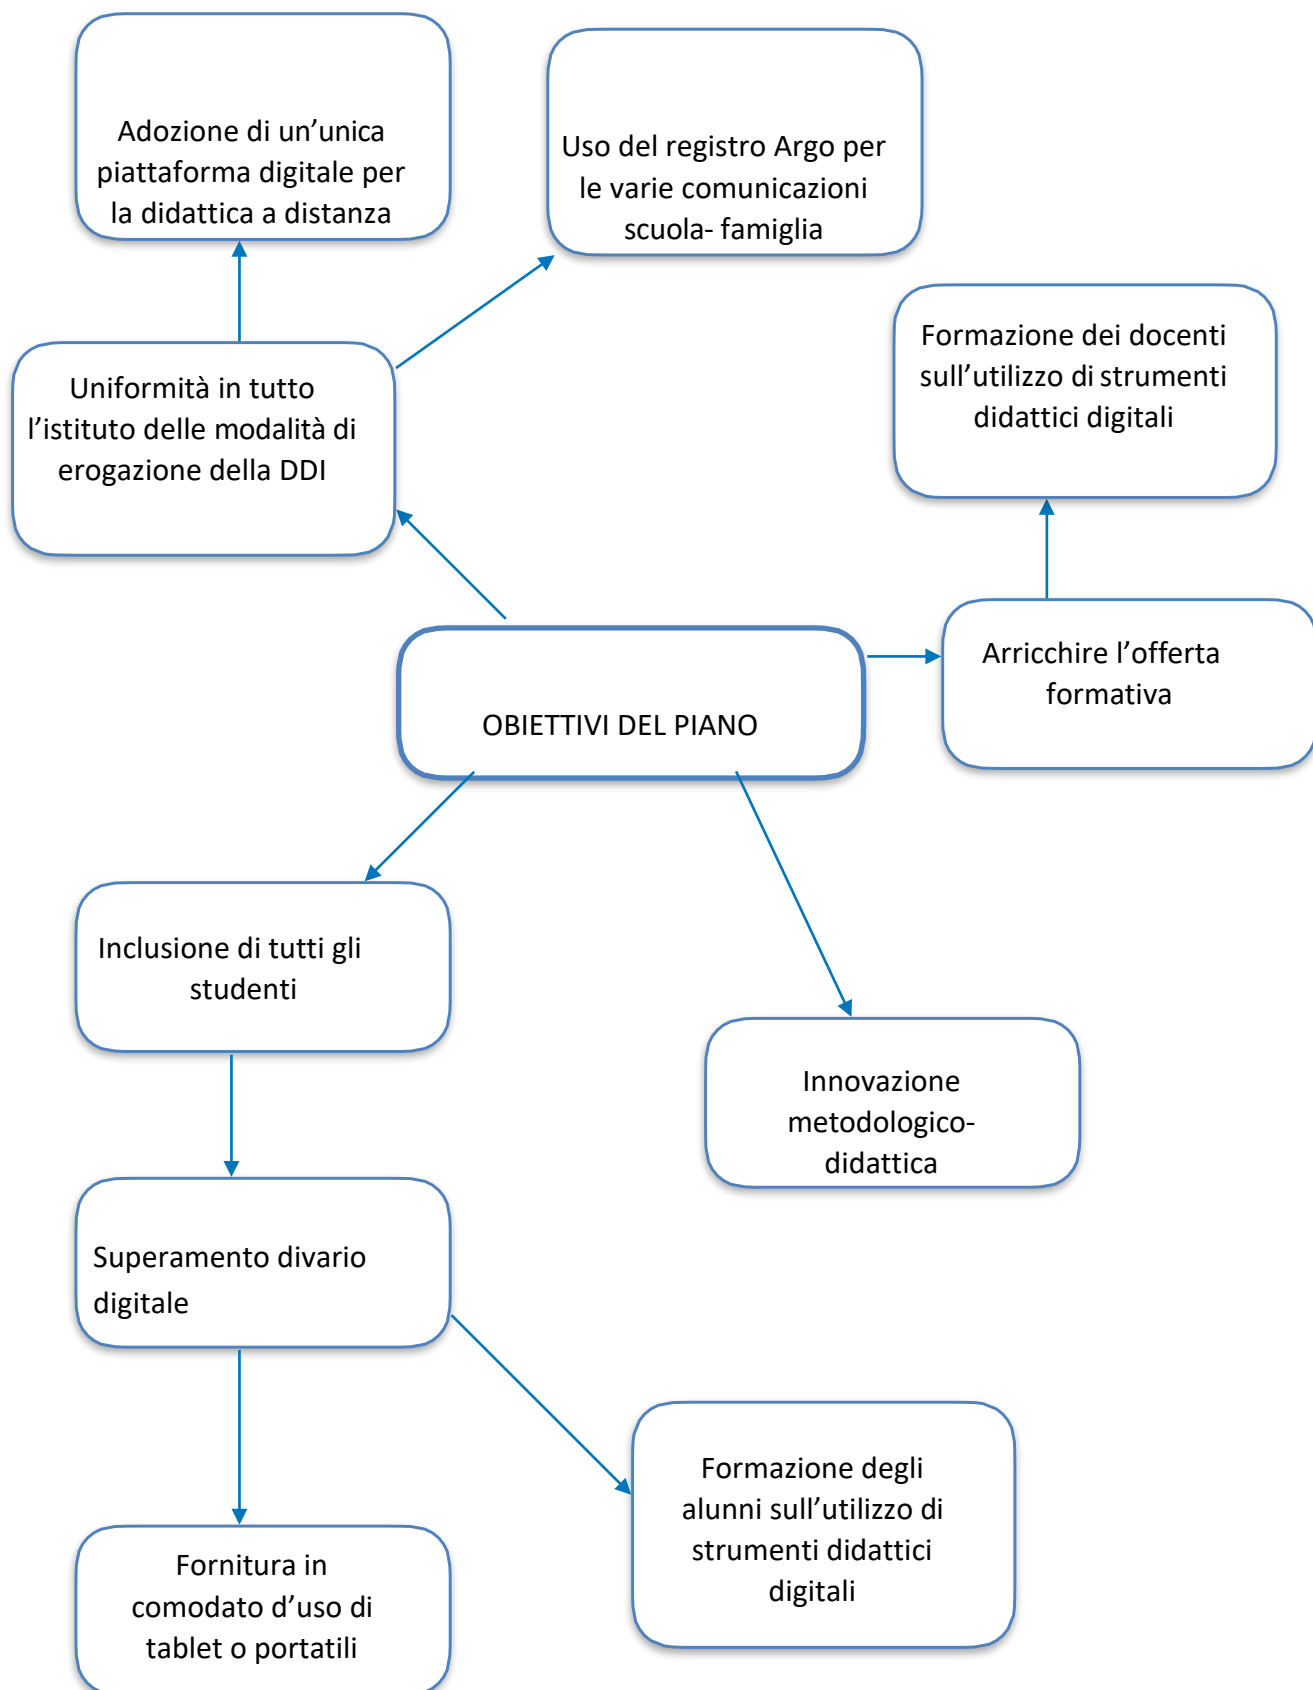 Adozione di un’unica
piattaforma digitale per
la didattica a distanza
Uso del registro Argo per
le varie comunicazioni
scuola- famiglia
Formazione dei docenti
sull’utilizzo di strumenti
didattici digitali
Uniformità in tutto
l’istituto delle modalità di
erogazione della DDI
Arricchire l’offerta
formativa
OBIETTIVI DEL PIANO
Inclusione di tutti gli
studenti
Innovazione
metodologico-
didattica
Superamento divario
digitale
Formazione degli
alunni sull’utilizzo di
strumenti didattici
digitali
Fornitura in
comodato d’uso di
tablet o portatili